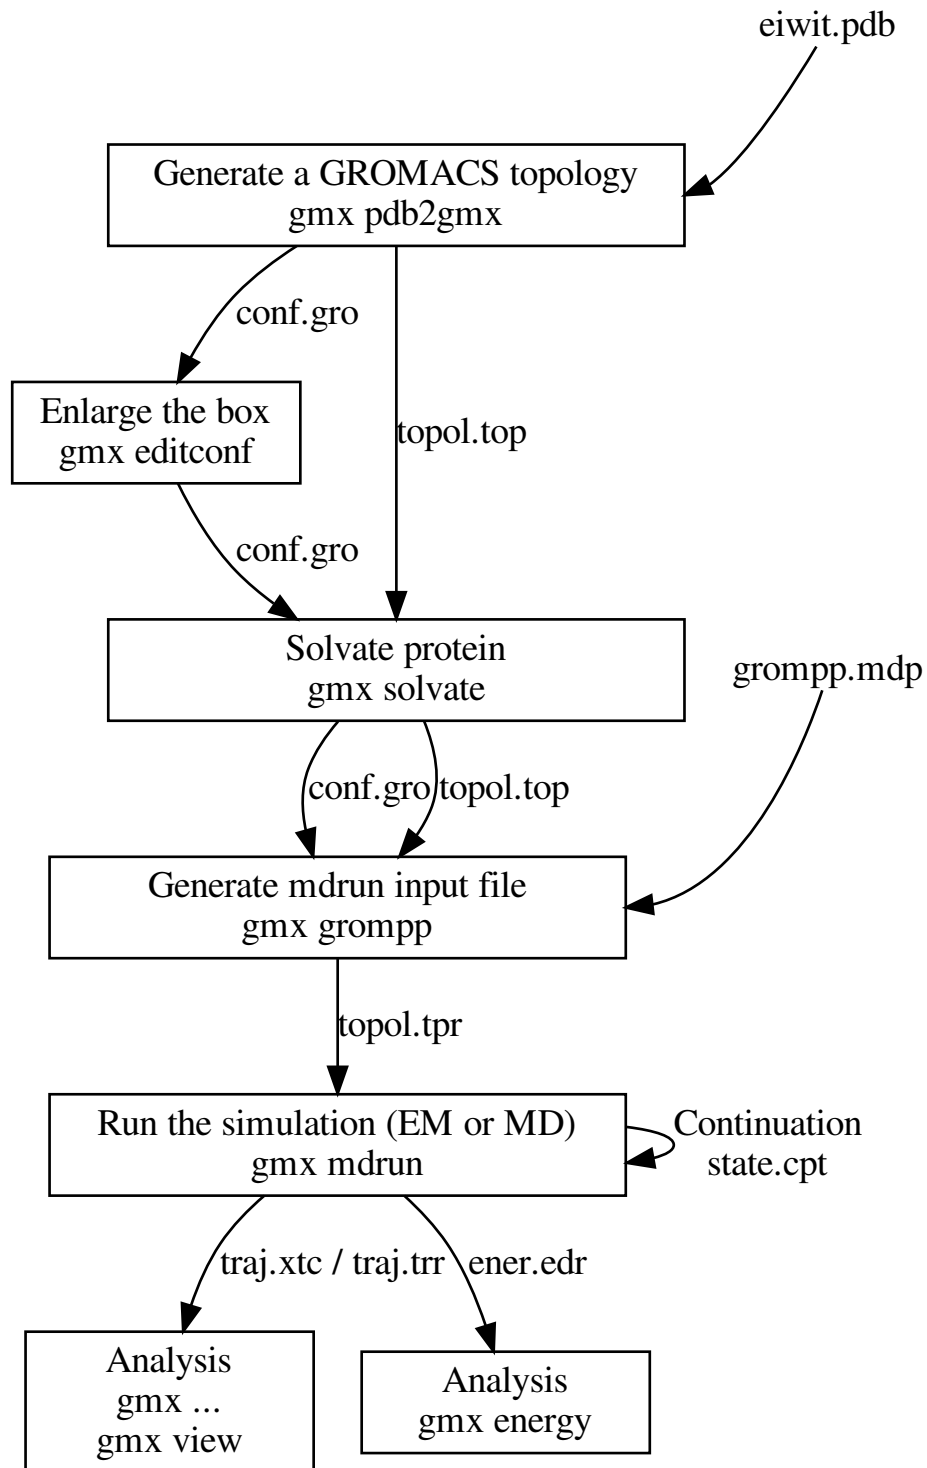 eiwit.pdb
Generate a GROMACS topology
gmx pdb2gmx
conf.gro
Enlarge the box
gmx editconf
topol.top
conf.gro
Solvate protein
gmx solvate
grompp.mdp
conf.gro
topol.top
Generate mdrun input file
gmx grompp
topol.tpr
Run the simulation (EM or MD)
gmx mdrun
Continuation
state.cpt
traj.xtc / traj.trr
ener.edr
Analysis
gmx ...
gmx view
Analysis
gmx energy